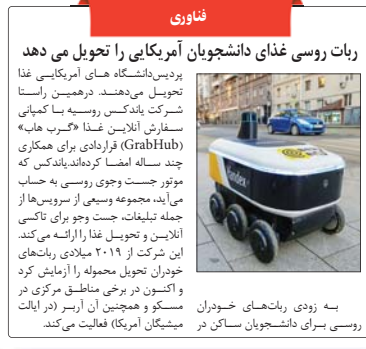 فناوری
ربات روسی غذای دانشجویان آمریکایی را تحویل می دهد
Yandex
به زودی ربات‌های خودران
روسی برای دانشجویان ساکن در
پردیس‌دانشگاه های آمریکایی غذا
تحویل می‌دهند. درهمین راستا
شرکت یاندکس روسیه با کمپانی
سفارش آنلاین غذا «گرب هاب»
(GrabHub) قراردادی برای همکاری
چند ساله امضا کرده‌اند.یاندکس که
موتور جست وجوی روسی به حساب
می‌آید، مجموعه وسیعی از سرویس‌ها از
جمله تبلیغات، جست وجو برای تاکسی
آنلاین و تحویل غذا را ارائه می‌کند.
این شرکت از ۲۰۱۹ میلادی ربات‌های
خودران تحویل محموله را آزمایش کرد
و اکنون در برخی مناطق مرکزی در
مسکو و همچنین آن آربر (در ایالت
میشیگان آمریکا) فعالیت می‌کند.